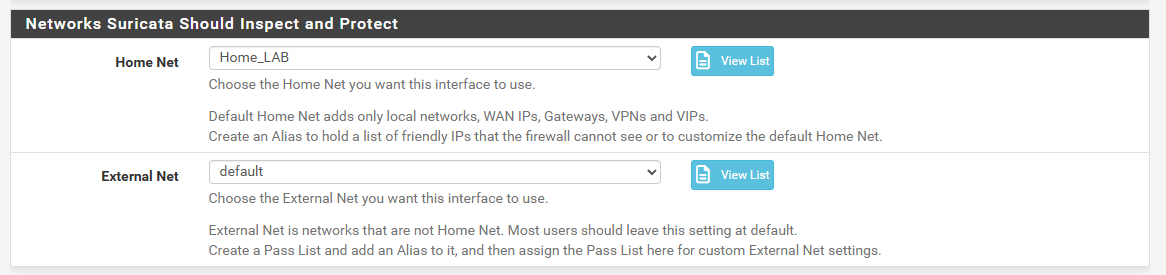 Networks Suricata Should Inspect and Protect
Home Net
Home_LAB
View List
Choose the Home Net you want this interface to use.
Default Home Net adds only local networks, WAN IPs, Gateways, VPNs and VIPs.
Create an Alias to hold a list of friendly IPs that the firewall cannot see or to customize the default Home Net.
External Net
default
View List
Choose the External Net you want this interface to use.
External Net is networks that are not Home Net. Most users should leave this setting at default.
Create a Pass List and add an Alias to it, and then assign the Pass List here for custom External Net settings.